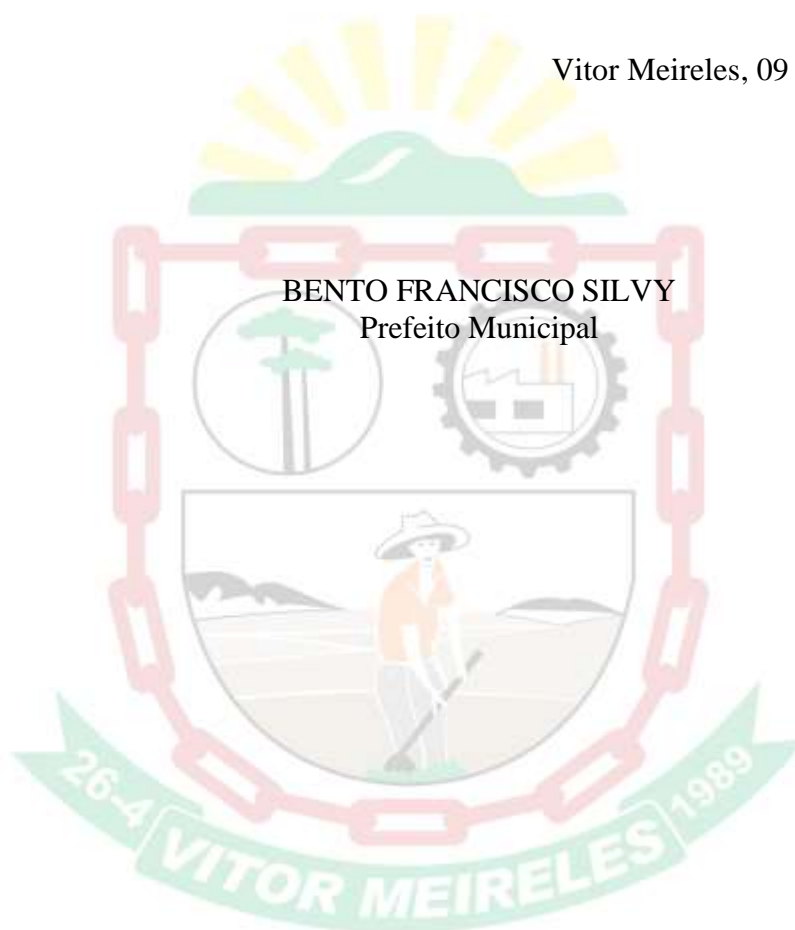 Vitor Meireles, 09
BENTO FRANCISCO SILVY
Prefeito Municipal
26-4 VITOR MEIRELES 1989